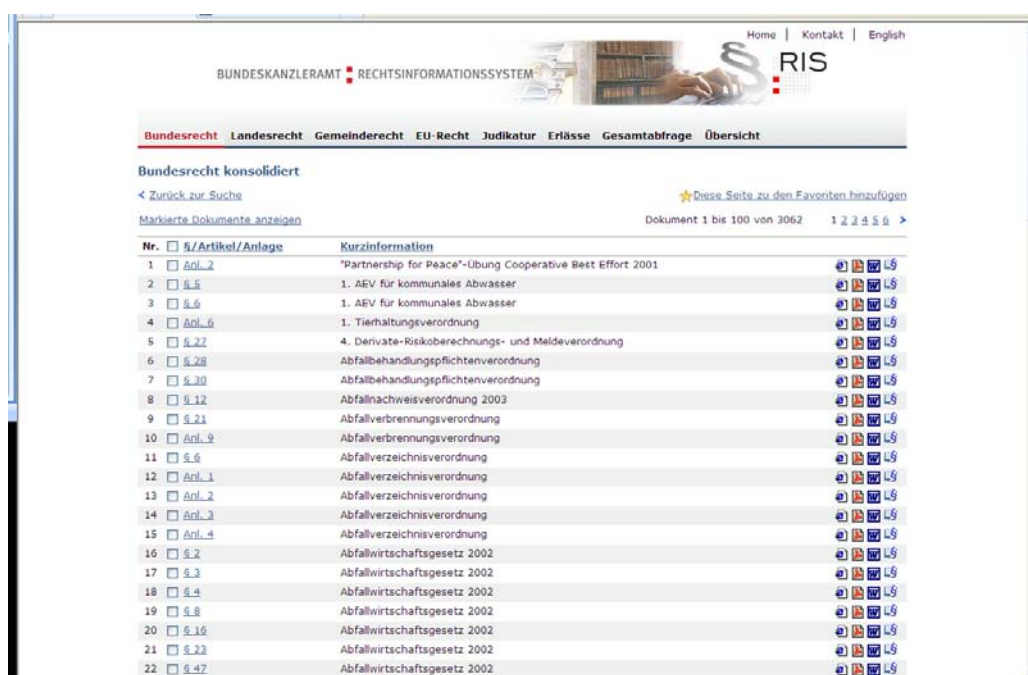 Home | Kontakt | English
BUNDESKANZLERAMT RECHTSINFORMATIONSSYSTEM
RIS
Bundesrecht Landesrecht Gemeinderecht EU-Recht Judikatur Erlässe Gesamtabfrage Übersicht
Bundesrecht konsolidiert
< Zurück zur Suche Diese Seite zu den Favoriten hinzufügen
Markierte Dokumente anzeigen Dokument 1 bis 100 von 3062 1 2 3 4 5 6 >
Nr. §/Artikel/Anlage Kurzinformation
1 Anl. 2 "Partnership for Peace"-Übung Cooperative Best Effort 2001
2 § 5 1. AEV für kommunales Abwasser
3 § 6 1. AEV für kommunales Abwasser
4 Anl. 6 1. Tierhaltungsverordnung
5 § 27 4. Derivate-Risikoberechnungs- und Meldeverordnung
6 § 28 Abfallbehandlungspflichtenverordnung
7 § 30 Abfallbehandlungspflichtenverordnung
8 § 12 Abfallnachweisverordnung 2003
9 § 21 Abfallverbrennungsverordnung
10 Anl. 9 Abfallverbrennungsverordnung
11 § 6 Abfallverzeichnisverordnung
12 Anl. 1 Abfallverzeichnisverordnung
13 Anl. 2 Abfallverzeichnisverordnung
14 Anl. 3 Abfallverzeichnisverordnung
15 Anl. 4 Abfallverzeichnisverordnung
16 § 2 Abfallwirtschaftsgesetz 2002
17 § 3 Abfallwirtschaftsgesetz 2002
18 § 4 Abfallwirtschaftsgesetz 2002
19 § 8 Abfallwirtschaftsgesetz 2002
20 § 16 Abfallwirtschaftsgesetz 2002
21 § 23 Abfallwirtschaftsgesetz 2002
22 § 47 Abfallwirtschaftsgesetz 2002